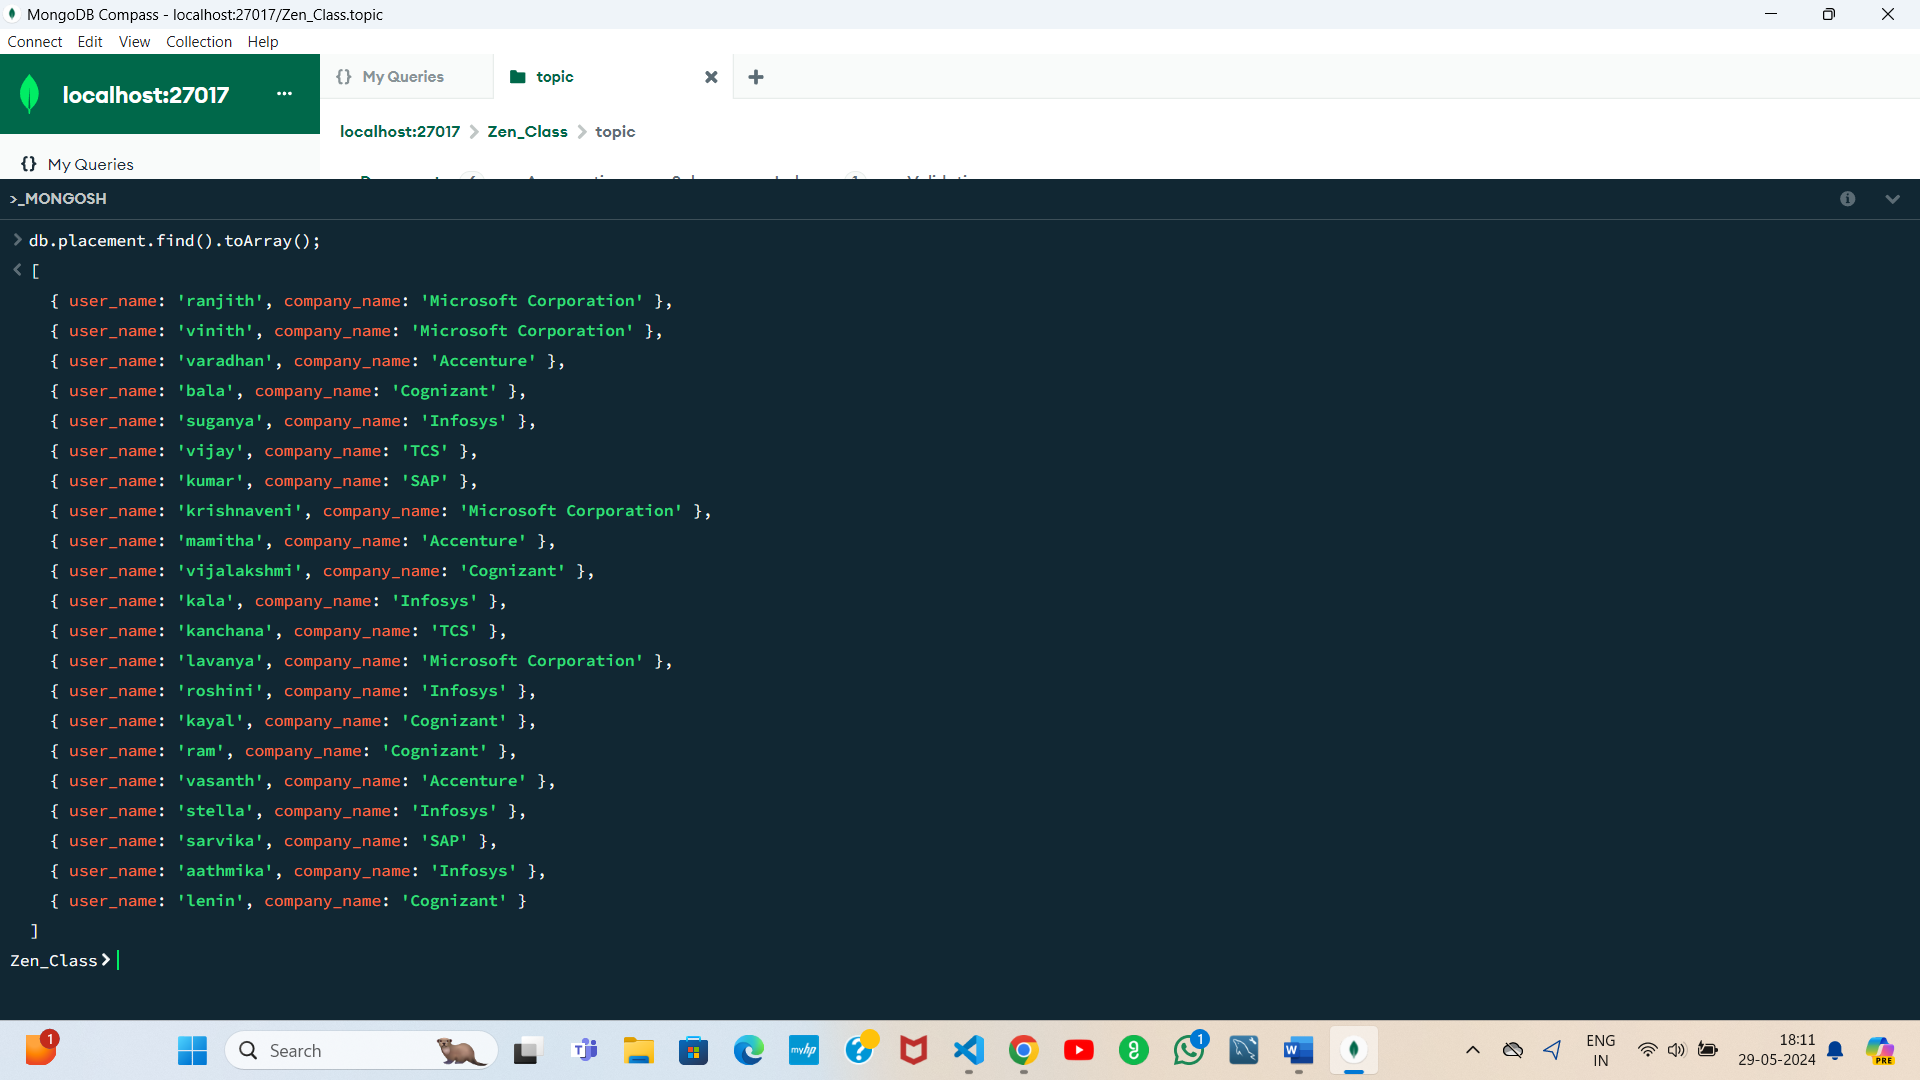 MongoDB Compass - localhost:27017/Zen_Class.topic
Connect Edit View Collection Help
localhost:27017 ...
{} My Queries
topic
localhost:27017 > Zen_Class > topic
{} My Queries
>_MONGOSH
> db.placement.find().toArray();
< [
{ user_name: 'ranjith', company_name: 'Microsoft Corporation' },
{ user_name: 'vinith', company_name: 'Microsoft Corporation' },
{ user_name: 'varadhan', company_name: 'Accenture' },
{ user_name: 'bala', company_name: 'Cognizant' },
{ user_name: 'suganya', company_name: 'Infosys' },
{ user_name: 'vijay', company_name: 'TCS' },
{ user_name: 'kumar', company_name: 'SAP' },
{ user_name: 'krishnaveni', company_name: 'Microsoft Corporation' },
{ user_name: 'mamitha', company_name: 'Accenture' },
{ user_name: 'vijalakshmi', company_name: 'Cognizant' },
{ user_name: 'kala', company_name: 'Infosys' },
{ user_name: 'kanchana', company_name: 'TCS' },
{ user_name: 'lavanya', company_name: 'Microsoft Corporation' },
{ user_name: 'roshini', company_name: 'Infosys' },
{ user_name: 'kayal', company_name: 'Cognizant' },
{ user_name: 'ram', company_name: 'Cognizant' },
{ user_name: 'vasanth', company_name: 'Accenture' },
{ user_name: 'stella', company_name: 'Infosys' },
{ user_name: 'sarvika', company_name: 'SAP' },
{ user_name: 'aathmika', company_name: 'Infosys' },
{ user_name: 'lenin', company_name: 'Cognizant' }
]
Zen_Class>
1
Search
myhp
1
ENG
IN
18:11
29-05-2024
PRE